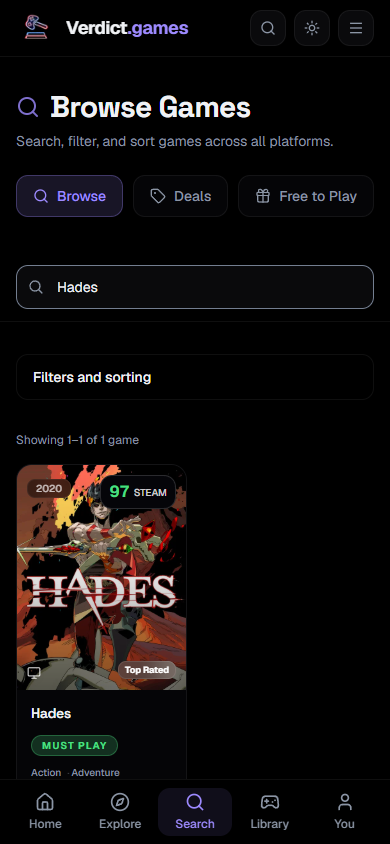 Verdict.games
Browse Games
Search, filter, and sort games across all platforms.
Browse
Deals
Free to Play
Hades
Filters and sorting
Showing 1–1 of 1 game
2020
97 STEAM
HADES
Top Rated
Hades
MUST PLAY
Action · Adventure
Home
Explore
Search
Library
You